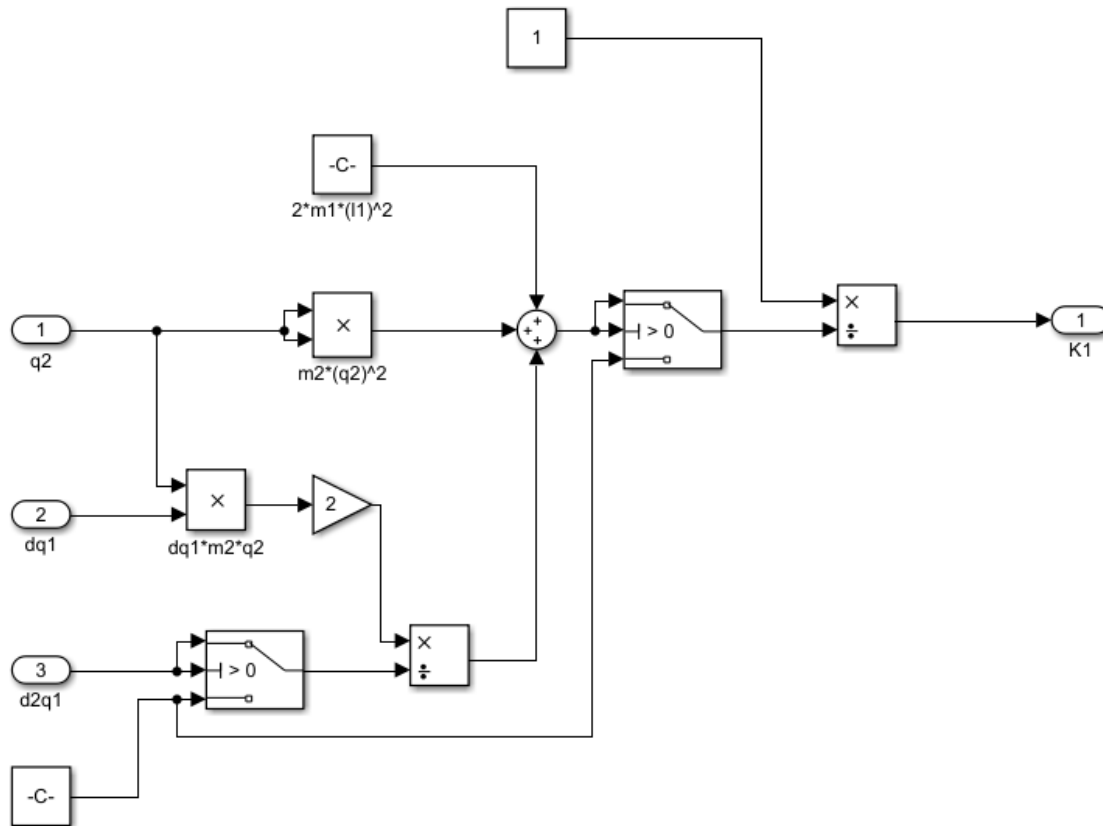 1
-C-
2*m1*(l1)^2
×
m2*(q2)^2
+
+
+
> 0
×
÷
1
q2
1
K1
2
dq1
×
dq1*m2*q2
2
3
d2q1
> 0
×
÷
-C-